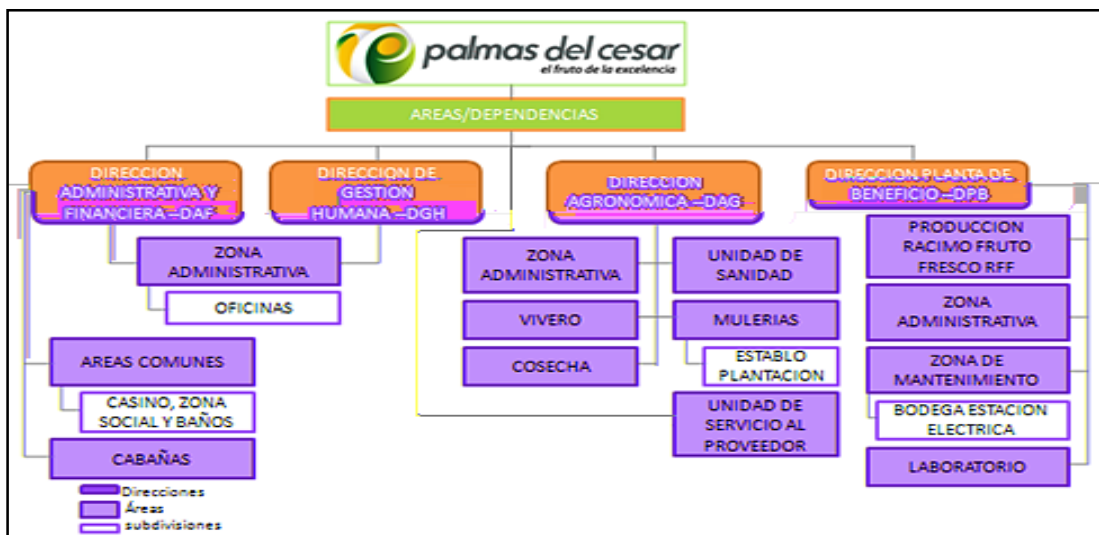 palmas del cesar
el fruto de la excelencia
AREAS/DEPENDENCIAS
DIRECCION
ADMINISTRATIVA Y
FINANCIERA –DAF
DIRECCION DE
GESTION
HUMANA –DGH
DIRECCION
AGRONOMICA –DAG
DIRECCION PLANTA DE
BENEFICIO –DPB
ZONA
ADMINISTRATIVA
OFICINAS
AREAS COMUNES
CASINO, ZONA
SOCIAL Y BAÑOS
CABAÑAS
ZONA
ADMINISTRATIVA
VIVERO
COSECHA
UNIDAD DE
SANIDAD
MULERIAS
ESTABLO
PLANTACION
UNIDAD DE
SERVICIO AL
PROVEEDOR
PRODUCCION
RACIMO FRUTO
FRESCO RFF
ZONA
ADMINISTRATIVA
ZONA DE
MANTENIMIENTO
BODEGA ESTACION
ELECTRICA
LABORATORIO
Direcciones
Áreas
subdivisiones